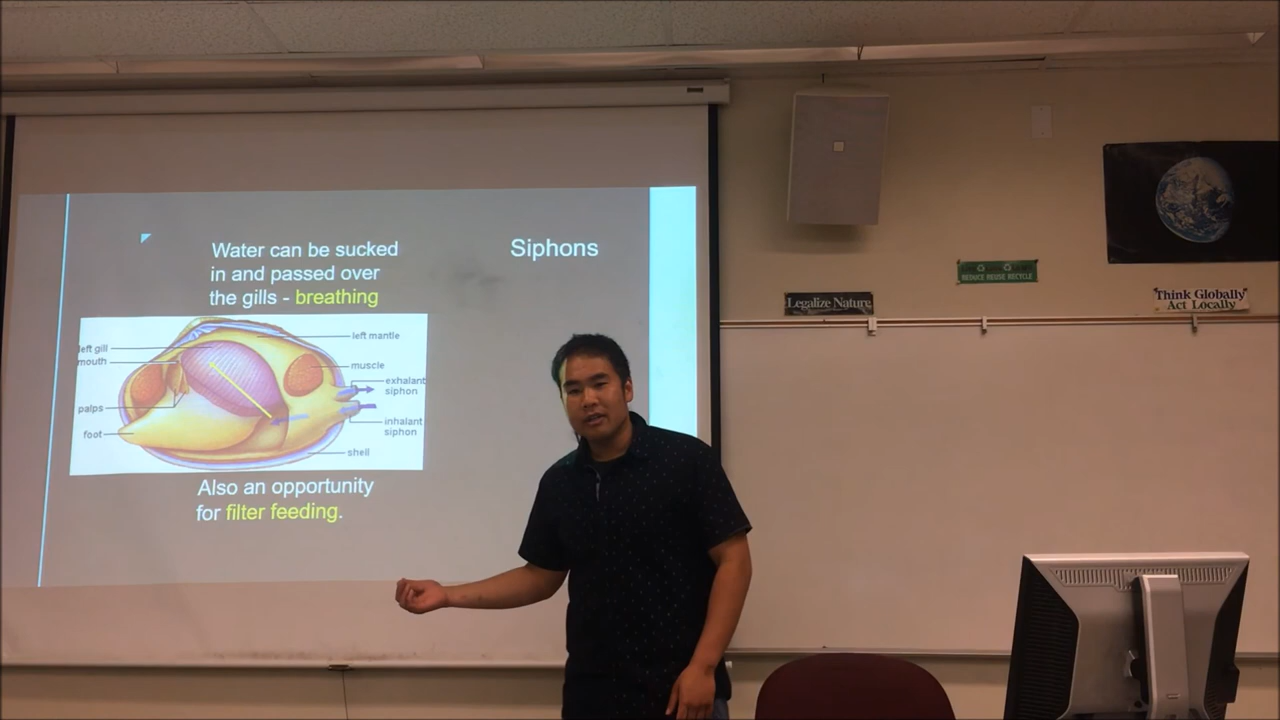 Water can be sucked
in and passed over
the gills - breathing
Siphons
left gill
mouth
palps
foot
left mantle
muscle
exhalant
siphon
inhalant
siphon
shell
Also an opportunity
for filter feeding.
Legalize Nature
REDUCE REUSE RECYCLE
Think Globally
Act Locally